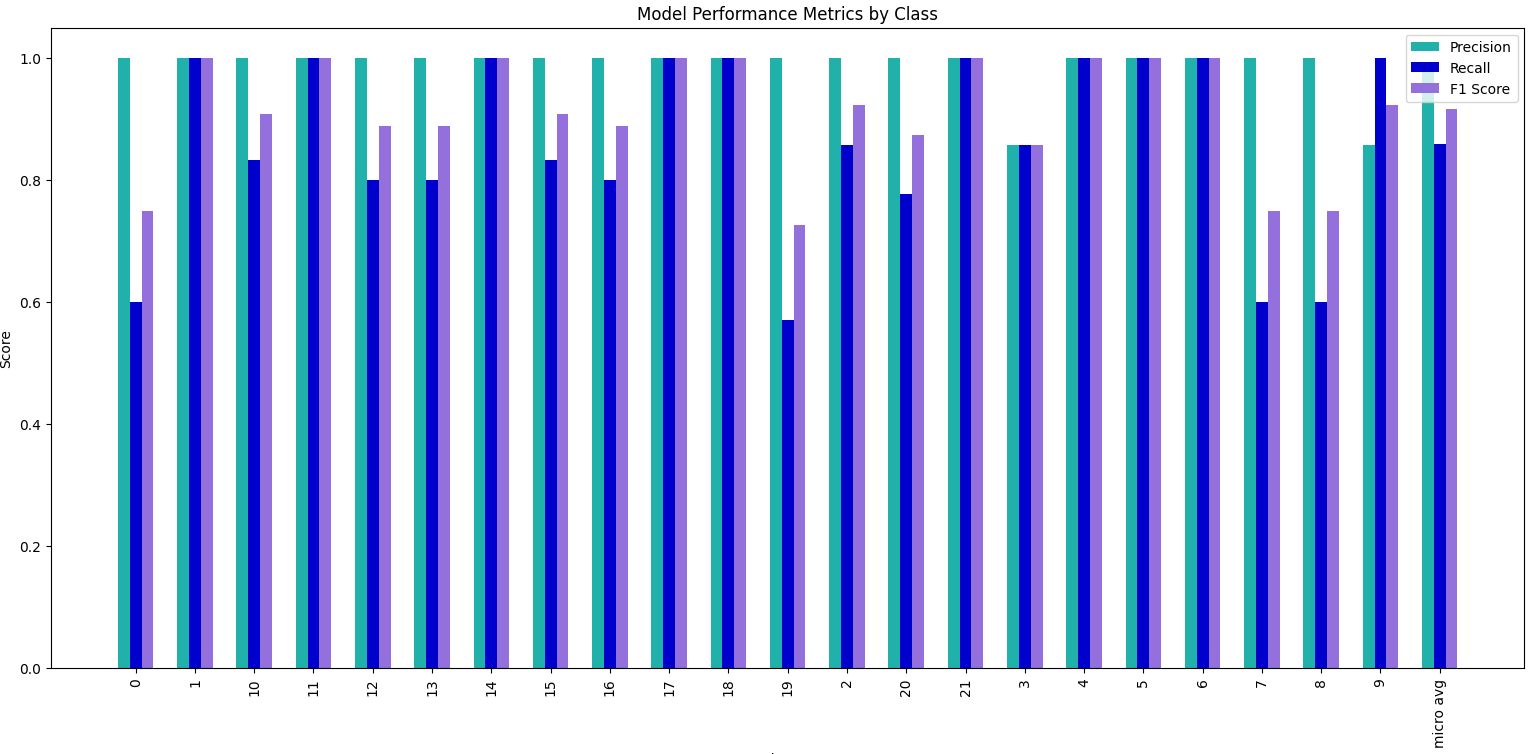 Model Performance Metrics by Class
Precision
Recall
F1 Score
1.0
0.8
0.6
0.4
0.2
0.0
Score
0 1 10 11 12 13 14 15 16 17 18 19 2 20 21 3 4 5 6 7 8 9 micro avg